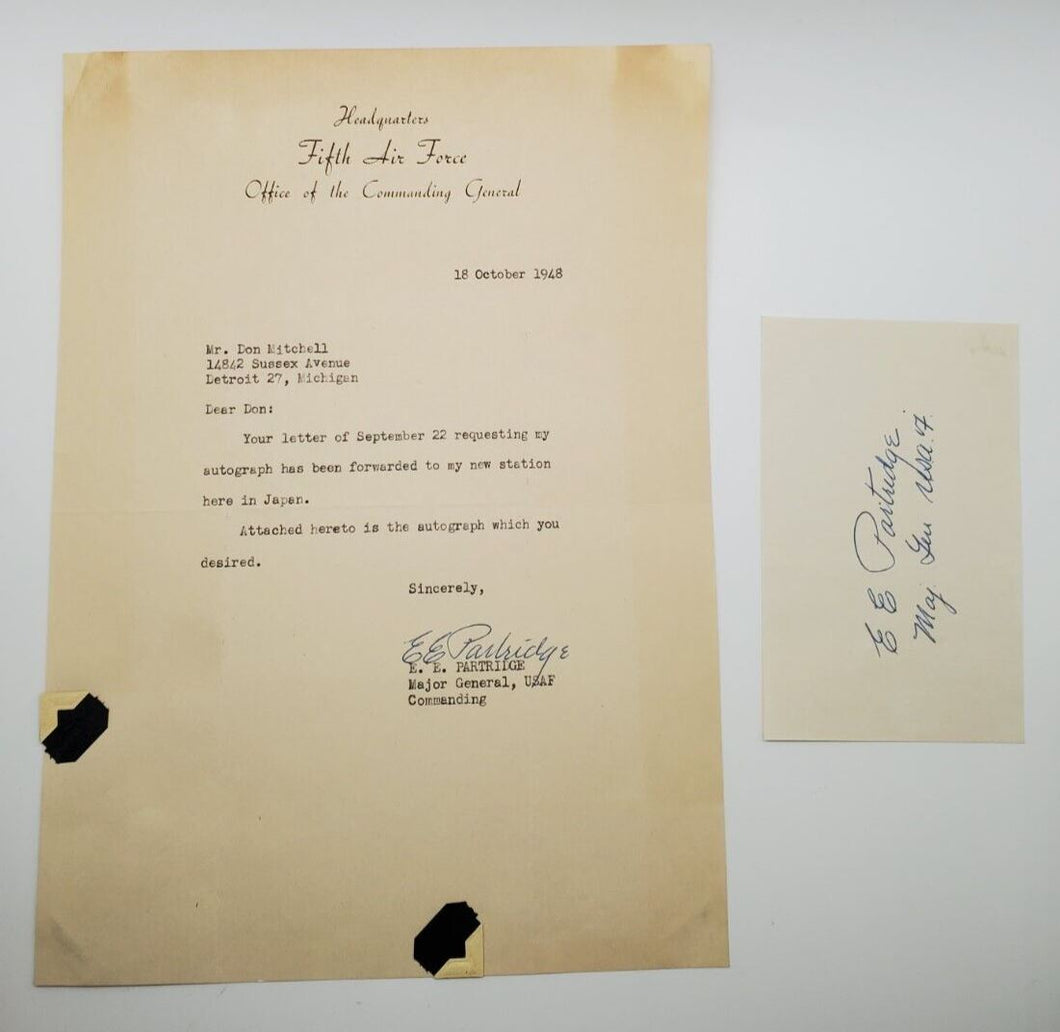 Headquarters
Fifth Air Force
Office of the Commanding General
18 October 1948
Mr. Don Mitchell
14842 Sussex Avenue
Detroit 27, Michigan
Dear Don:
Your letter of September 22 requesting my
autograph has been forwarded to my new station
here in Japan.
Attached hereto is the autograph which you
desired.
Sincerely,
EE Partridge
E. E. PARTRIDGE
Major General, USAF
Commanding
E E Partridge
Maj. Gen USA.F.